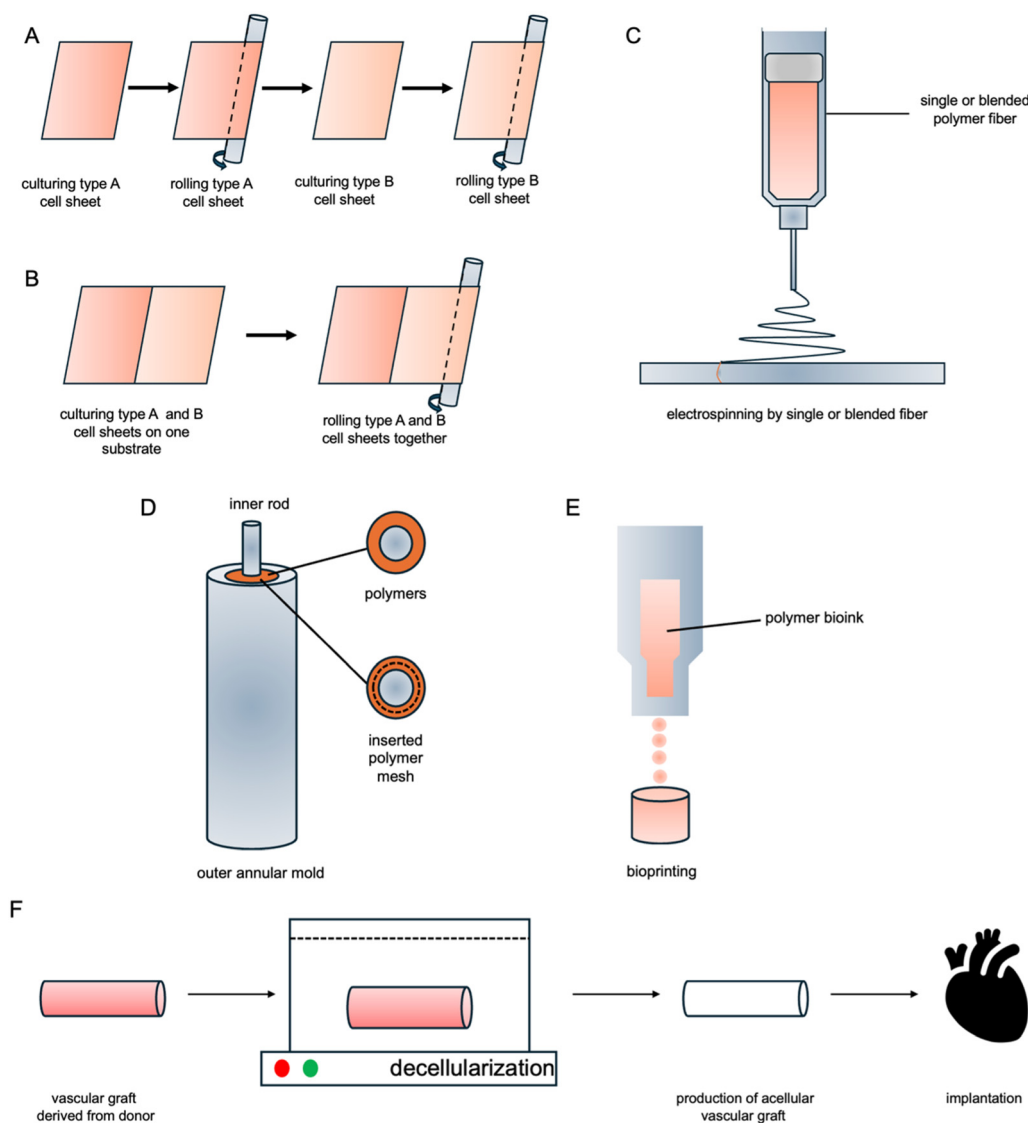 A
culturing type A
cell sheet
rolling type A
cell sheet
culturing type B
cell sheet
rolling type B
cell sheet
B
culturing type A and B
cell sheets on one
substrate
rolling type A and B
cell sheets together
C
single or blended
polymer fiber
electrospinning by single or blended fiber
D
inner rod
polymers
inserted
polymer
mesh
outer annular mold
E
polymer bioink
bioprinting
F
vascular graft
derived from donor
decellularization
production of acellular
vascular graft
implantation